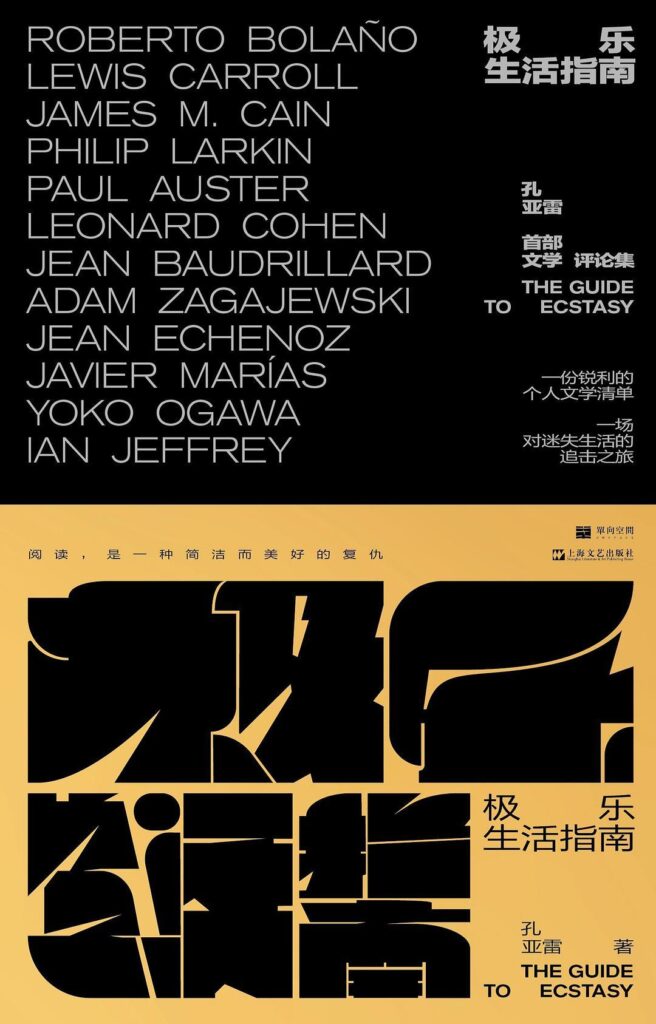 ROBERTO BOLAÑO
LEWIS CARROLL
JAMES M. CAIN
PHILIP LARKIN
PAUL AUSTER
LEONARD COHEN
JEAN BAUDRILLARD
ADAM ZAGAJEWSKI
JEAN ECHENOZ
JAVIER MARÍAS
YOKO OGAWA
IAN JEFFREY
极 乐
生活指南
孔
亚雷
首部
文学 评论集
THE GUIDE
TO ECSTASY
一份锐利的
个人文学清单
一场
对迷失生活的
追击之旅
單向空間
上海文艺出版社
阅读，是一种简洁而美好的复仇
极乐
生活指南
极 乐
生活指南
孔
亚雷 著
THE GUIDE
TO ECSTASY